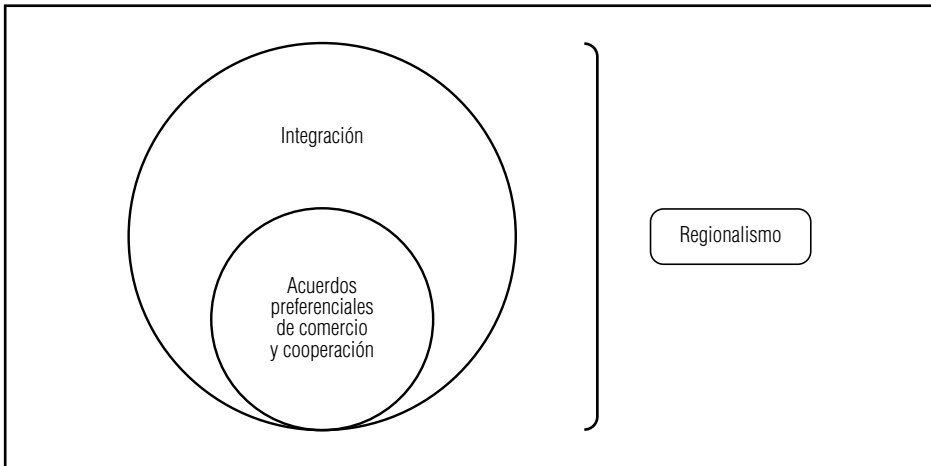 Integración
Acuerdos
preferenciales
de comercio
y cooperación
Regionalismo